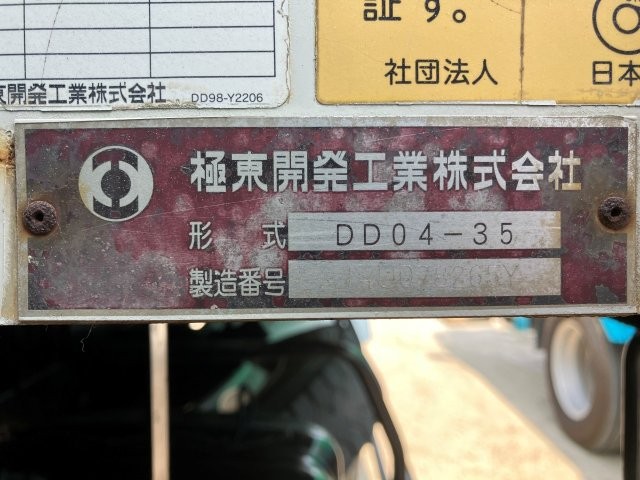 証す。
社団法人
日本
東開発工業株式会社 DD98-Y2206
極東開発工業株式会社
形式 DD04-35
製造番号